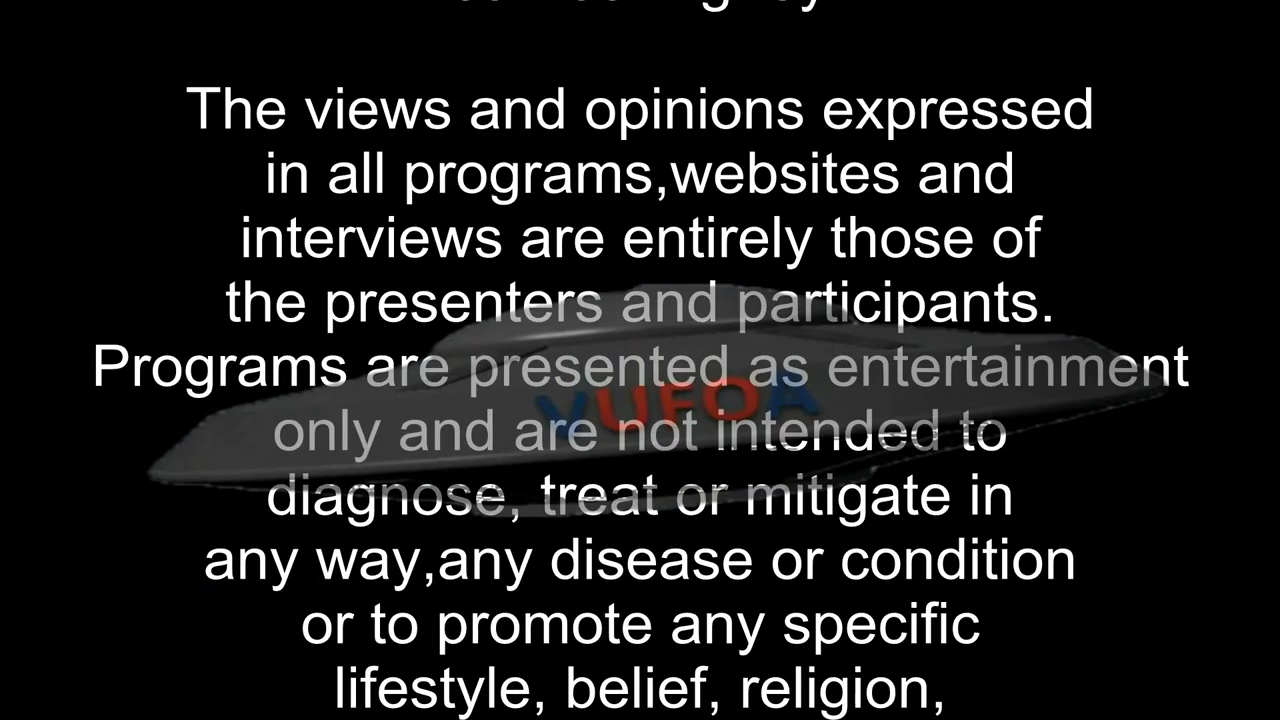 The views and opinions expressed
in all programs,websites and
interviews are entirely those of
the presenters and participants.
Programs are presented as entertainment
VUFOA
only and are not intended to
diagnose, treat or mitigate in
any way,any disease or condition
or to promote any specific
lifestyle, belief, religion,